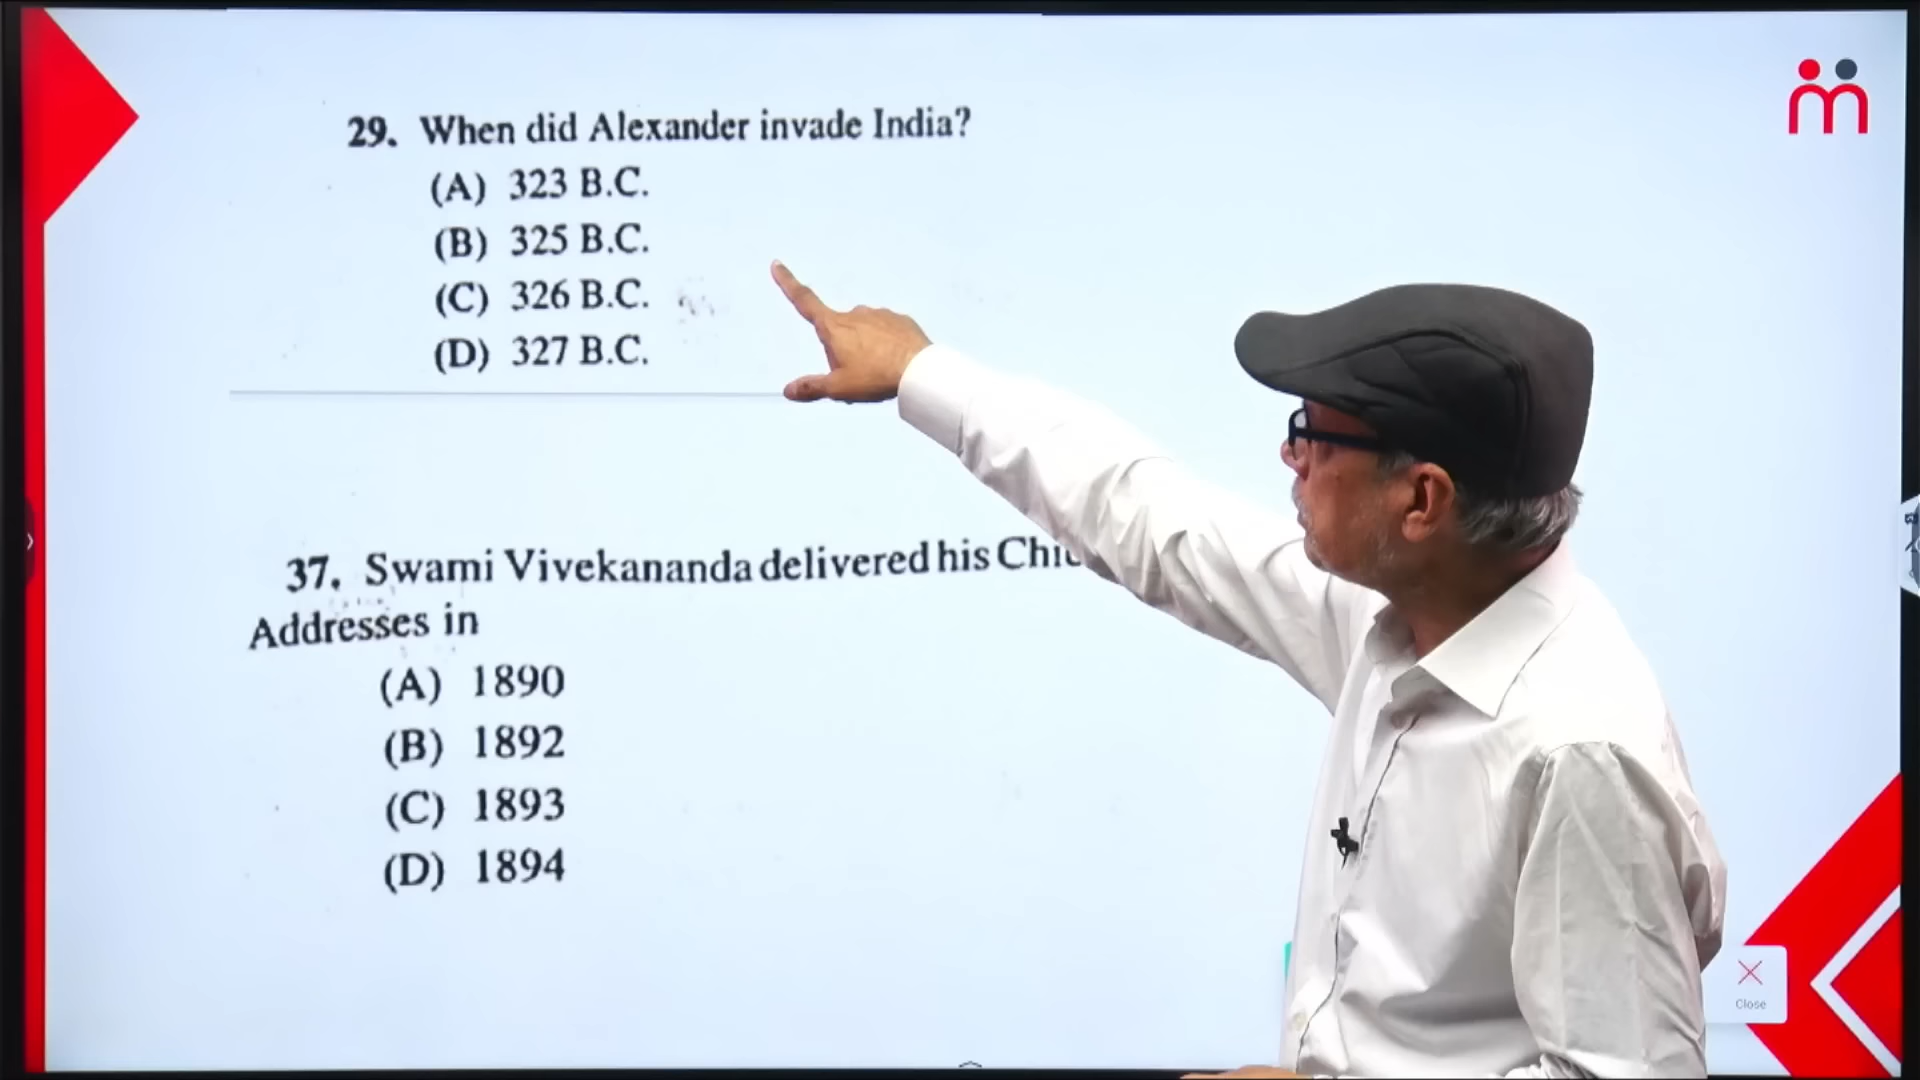 29. When did Alexander invade India?
(A) 323 B.C.
(B) 325 B.C.
(C) 326 B.C.
(D) 327 B.C.
37. Swami Vivekananda delivered his
Addresses in
(A) 1890
(B) 1892
(C) 1893
(D) 1894
Close